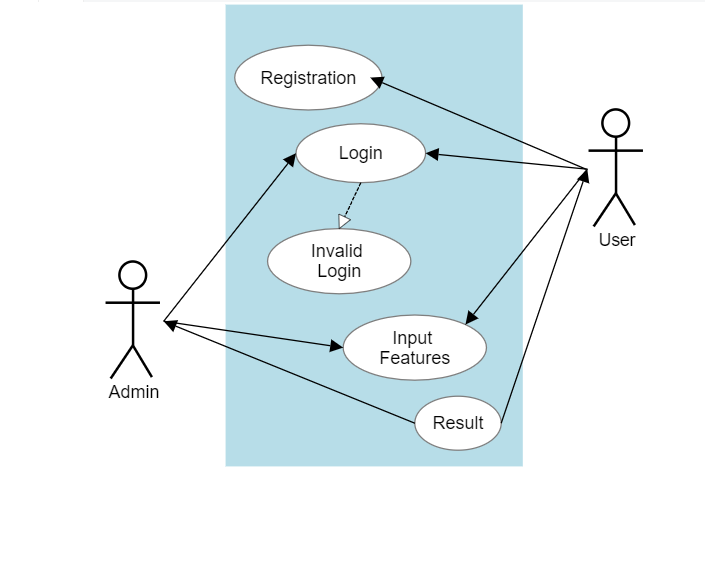 Registration
Login
Invalid
Login
User
Input
Features
Admin
Result